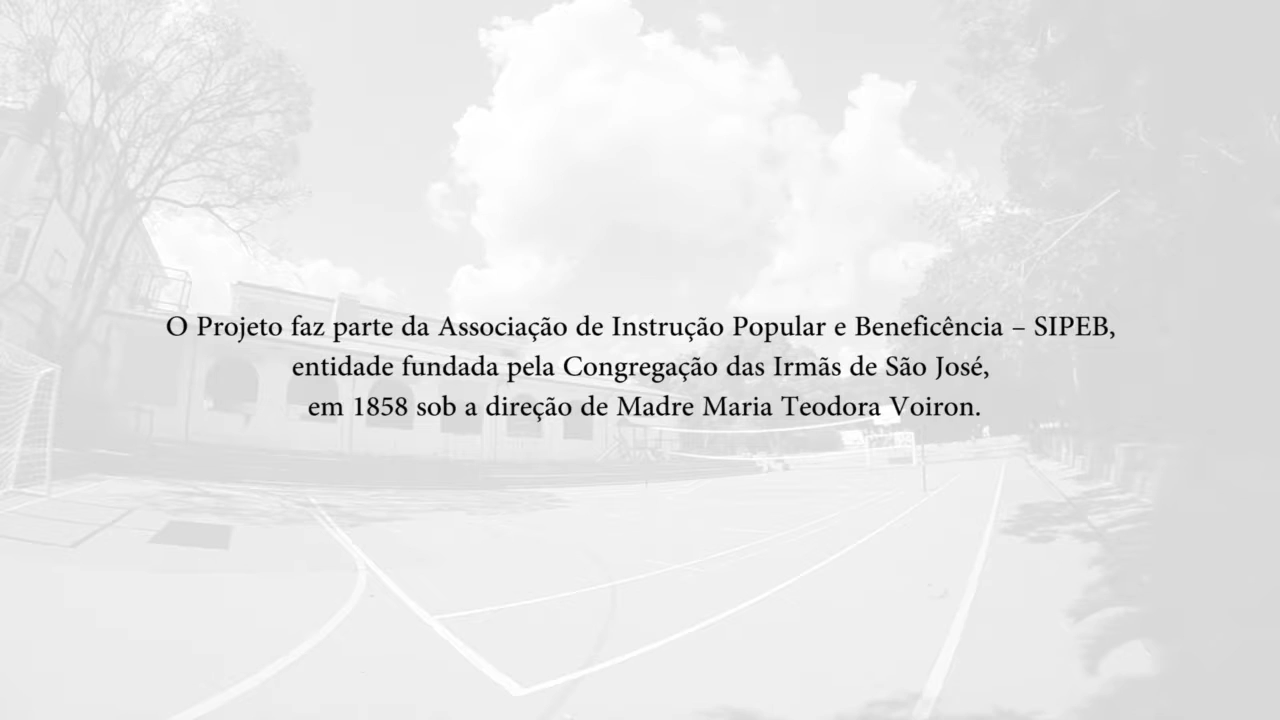 O Projeto faz parte da Associação de Instrução Popular e Beneficência – SIPEB,
entidade fundada pela Congregação das Irmãs de São José,
em 1858 sob a direção de Madre Maria Teodora Voiron.